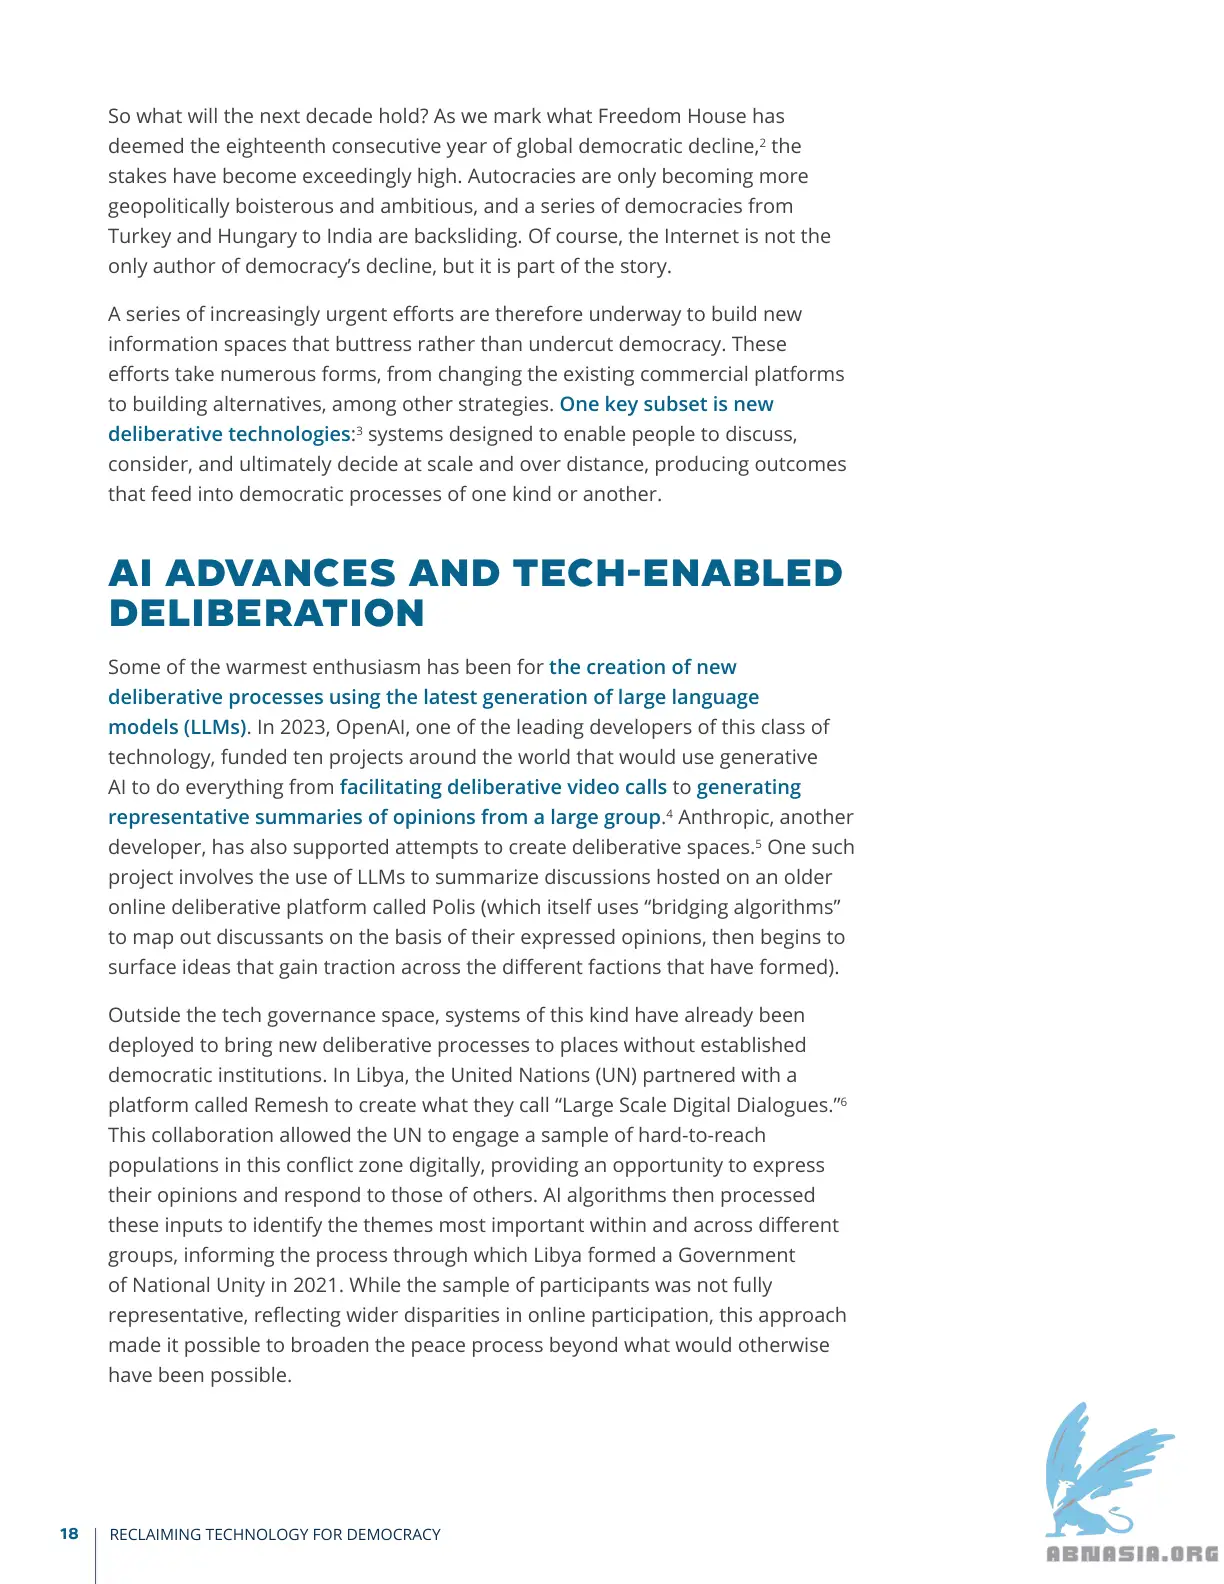 So what will the next decade hold? As we mark what Freedom House has
deemed the eighteenth consecutive year of global democratic decline,² the
stakes have become exceedingly high. Autocracies are only becoming more
geopolitically boisterous and ambitious, and a series of democracies from
Turkey and Hungary to India are backsliding. Of course, the Internet is not the
only author of democracy’s decline, but it is part of the story.
A series of increasingly urgent efforts are therefore underway to build new
information spaces that buttress rather than undercut democracy. These
efforts take numerous forms, from changing the existing commercial platforms
to building alternatives, among other strategies. One key subset is new
deliberative technologies:³ systems designed to enable people to discuss,
consider, and ultimately decide at scale and over distance, producing outcomes
that feed into democratic processes of one kind or another.
AI ADVANCES AND TECH-ENABLED
DELIBERATION
Some of the warmest enthusiasm has been for the creation of new
deliberative processes using the latest generation of large language
models (LLMs). In 2023, OpenAI, one of the leading developers of this class of
technology, funded ten projects around the world that would use generative
AI to do everything from facilitating deliberative video calls to generating
representative summaries of opinions from a large group.⁴ Anthropic, another
developer, has also supported attempts to create deliberative spaces.⁵ One such
project involves the use of LLMs to summarize discussions hosted on an older
online deliberative platform called Polis (which itself uses “bridging algorithms”
to map out discussants on the basis of their expressed opinions, then begins to
surface ideas that gain traction across the different factions that have formed).
Outside the tech governance space, systems of this kind have already been
deployed to bring new deliberative processes to places without established
democratic institutions. In Libya, the United Nations (UN) partnered with a
platform called Remesh to create what they call “Large Scale Digital Dialogues.”⁶
This collaboration allowed the UN to engage a sample of hard-to-reach
populations in this conflict zone digitally, providing an opportunity to express
their opinions and respond to those of others. AI algorithms then processed
these inputs to identify the themes most important within and across different
groups, informing the process through which Libya formed a Government
of National Unity in 2021. While the sample of participants was not fully
representative, reflecting wider disparities in online participation, this approach
made it possible to broaden the peace process beyond what would otherwise
have been possible.
18 RECLAIMING TECHNOLOGY FOR DEMOCRACY
ABNASIA.ORG